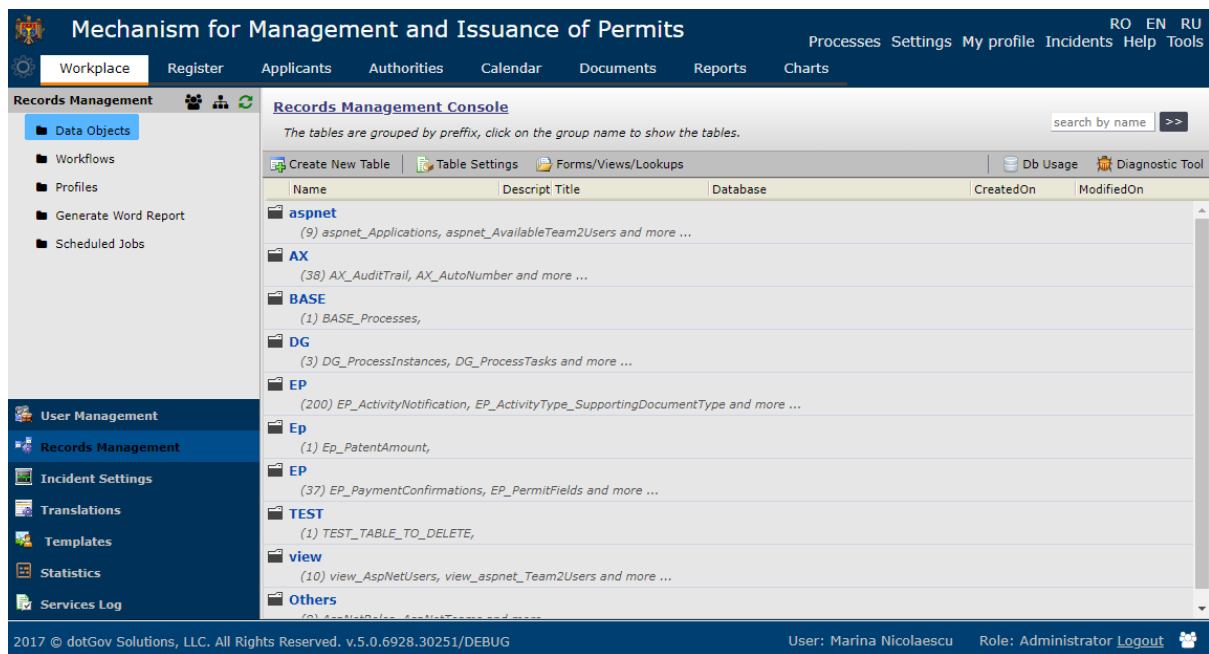 Mechanism for Management and Issuance of Permits
RO EN RU
Processes Settings My profile Incidents Help Tools
Workplace Register Applicants Authorities Calendar Documents Reports Charts
Records Management
Data Objects
Workflows
Profiles
Generate Word Report
Scheduled Jobs
User Management
Records Management
Incident Settings
Translations
Templates
Statistics
Services Log
Records Management Console
The tables are grouped by preffix, click on the group name to show the tables.
search by name >>
Create New Table Table Settings Forms/Views/Lookups Db Usage Diagnostic Tool
Name Descript Title Database CreatedOn ModifiedOn
aspnet
(9) aspnet_Applications, aspnet_AvailableTeam2Users and more ...
AX
(38) AX_AuditTrail, AX_AutoNumber and more ...
BASE
(1) BASE_Processes,
DG
(3) DG_ProcessInstances, DG_ProcessTasks and more ...
EP
(200) EP_ActivityNotification, EP_ActivityType_SupportingDocumentType and more ...
Ep
(1) Ep_PatentAmount,
EP
(37) EP_PaymentConfirmations, EP_PermitFields and more ...
TEST
(1) TEST_TABLE_TO_DELETE,
view
(10) view_AspNetUsers, view_aspnet_Team2Users and more ...
Others
2017 © dotGov Solutions, LLC. All Rights Reserved. v.5.0.6928.30251/DEBUG
User: Marina Nicolaescu Role: Administrator Logout